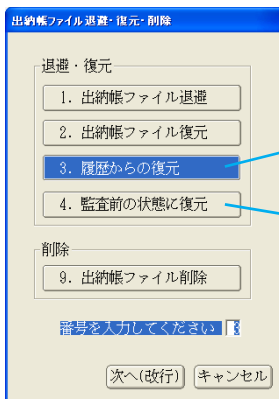 出納帳ファイル退避・復元・削除
退避・復元
1. 出納帳ファイル退避
2. 出納帳ファイル復元
3. 履歴からの復元
4. 監査前の状態に復元
削除
9. 出納帳ファイル削除
番号を入力してください 3
次へ(改行) キャンセル